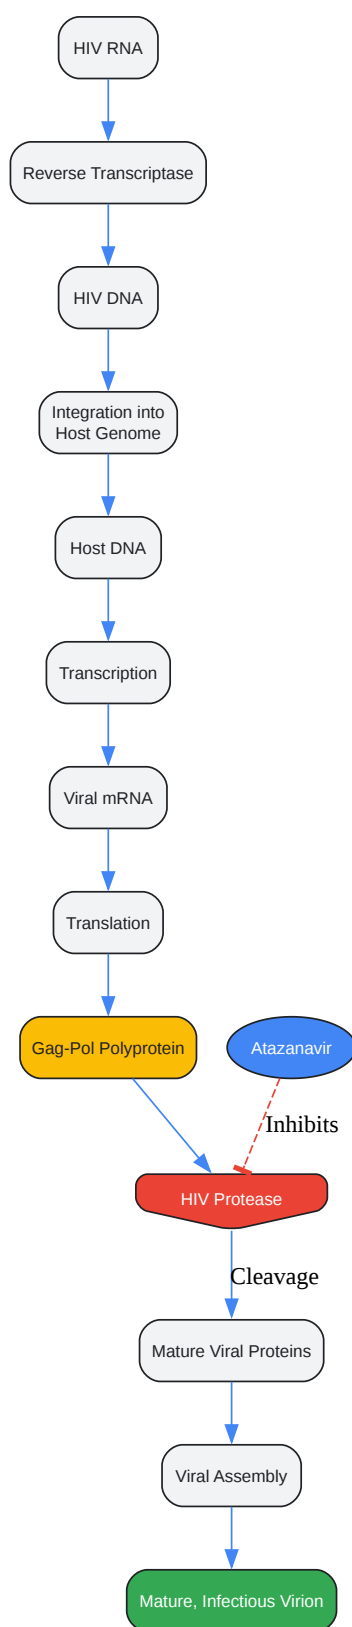 HIV RNA
Reverse Transcriptase
HIV DNA
Integration into
Host Genome
Host DNA
Transcription
Viral mRNA
Translation
Gag-Pol Polyprotein
Atazanavir
Inhibits
HIV Protease
Cleavage
Mature Viral Proteins
Viral Assembly
Mature, Infectious Virion